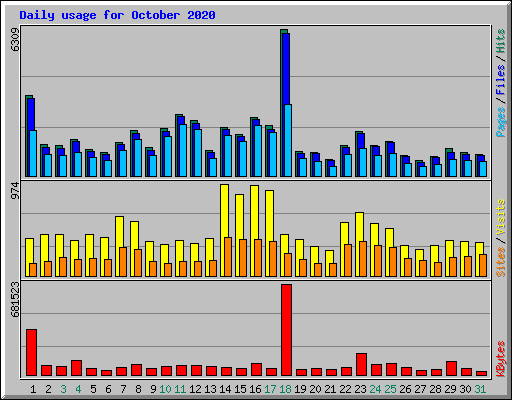 Daily usage for October 2020
6309
Pages / Files / Hits
974
Sites / Visits
681523
KBytes
1 2 3 4 5 6 7 8 9 10 11 12 13 14 15 16 17 18 19 20 21 22 23 24 25 26 27 28 29 30 31